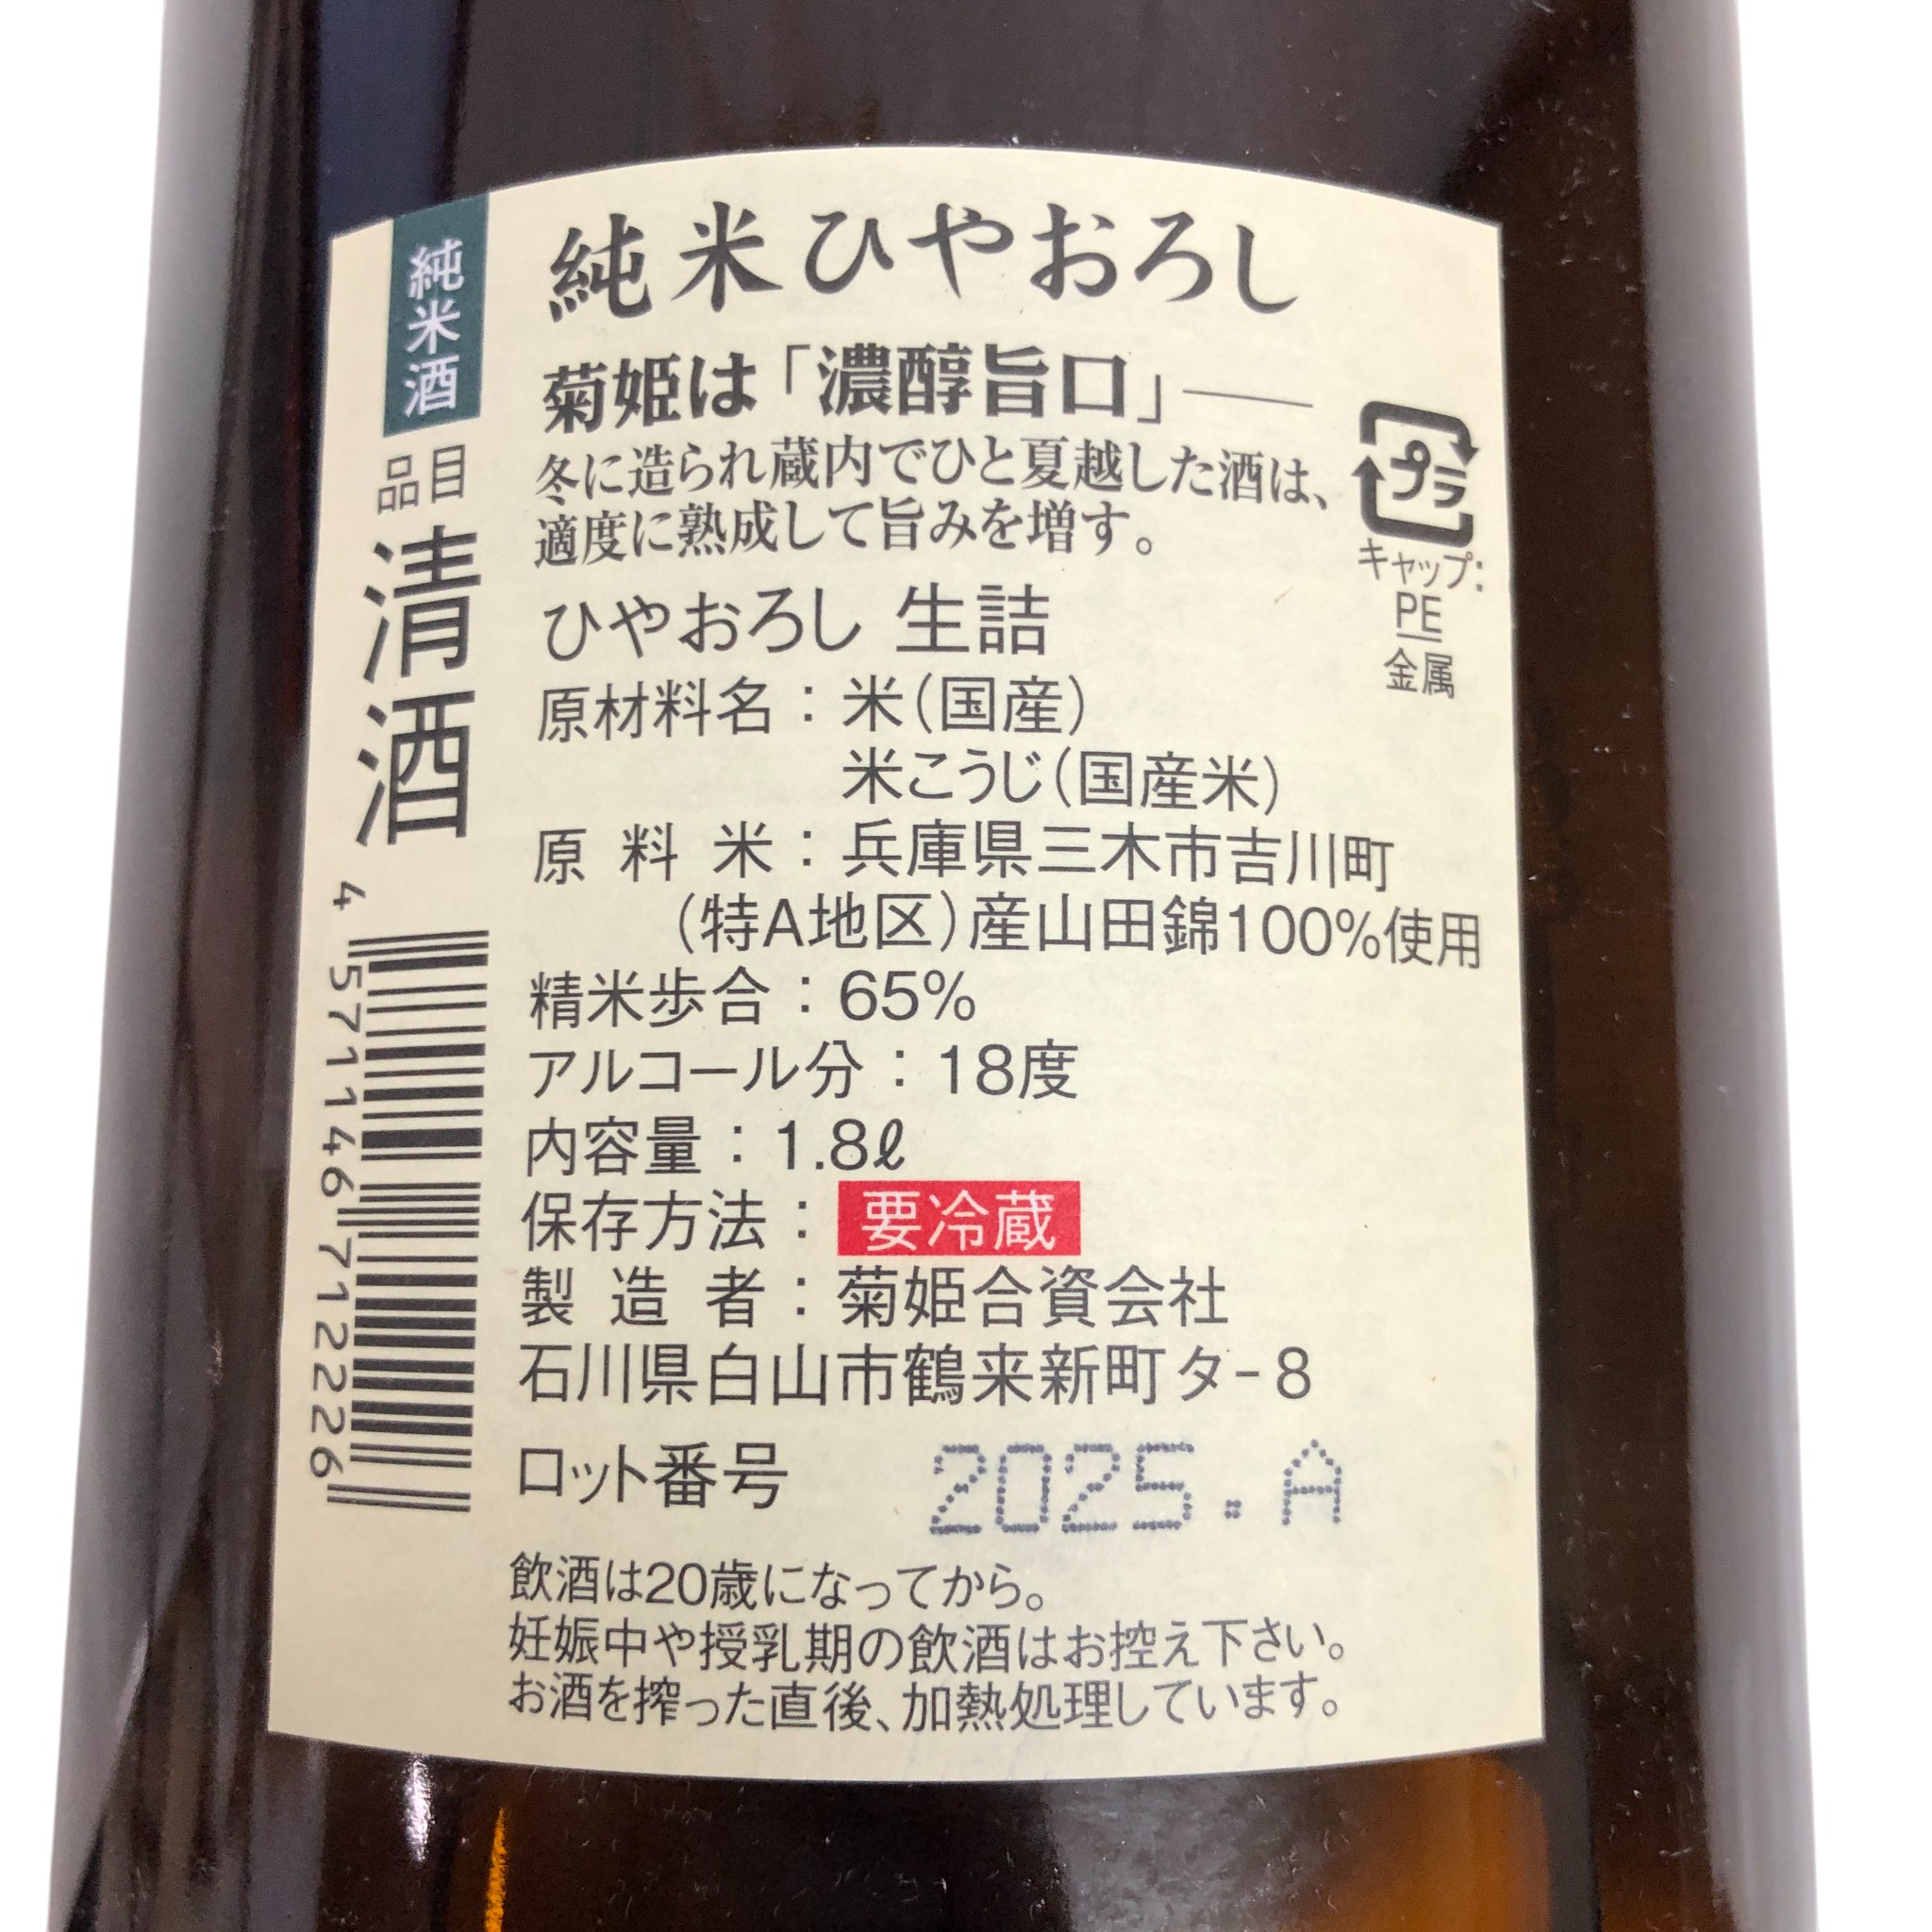 純米酒
品目
清酒
4 571146 712226
純米 ひやおろし
菊姫は「濃醇旨口」――
冬に造られ蔵内でひと夏越した酒は、
適度に熟成して旨みを増す。
ひやおろし 生詰
原材料名：米(国産)
米こうじ(国産米)
原料米：兵庫県三木市吉川町
(特A地区)産山田錦100%使用
精米歩合：65%
アルコール分：18度
内容量：1.8ℓ
保存方法：要冷蔵
製造者：菊姫合資会社
石川県白山市鶴来新町タ-8
ロット番号 2025.A
飲酒は20歳になってから。
妊娠中や授乳期の飲酒はお控え下さい。
お酒を搾った直後、加熱処理しています。
プラ
キャップ:
PE
金属